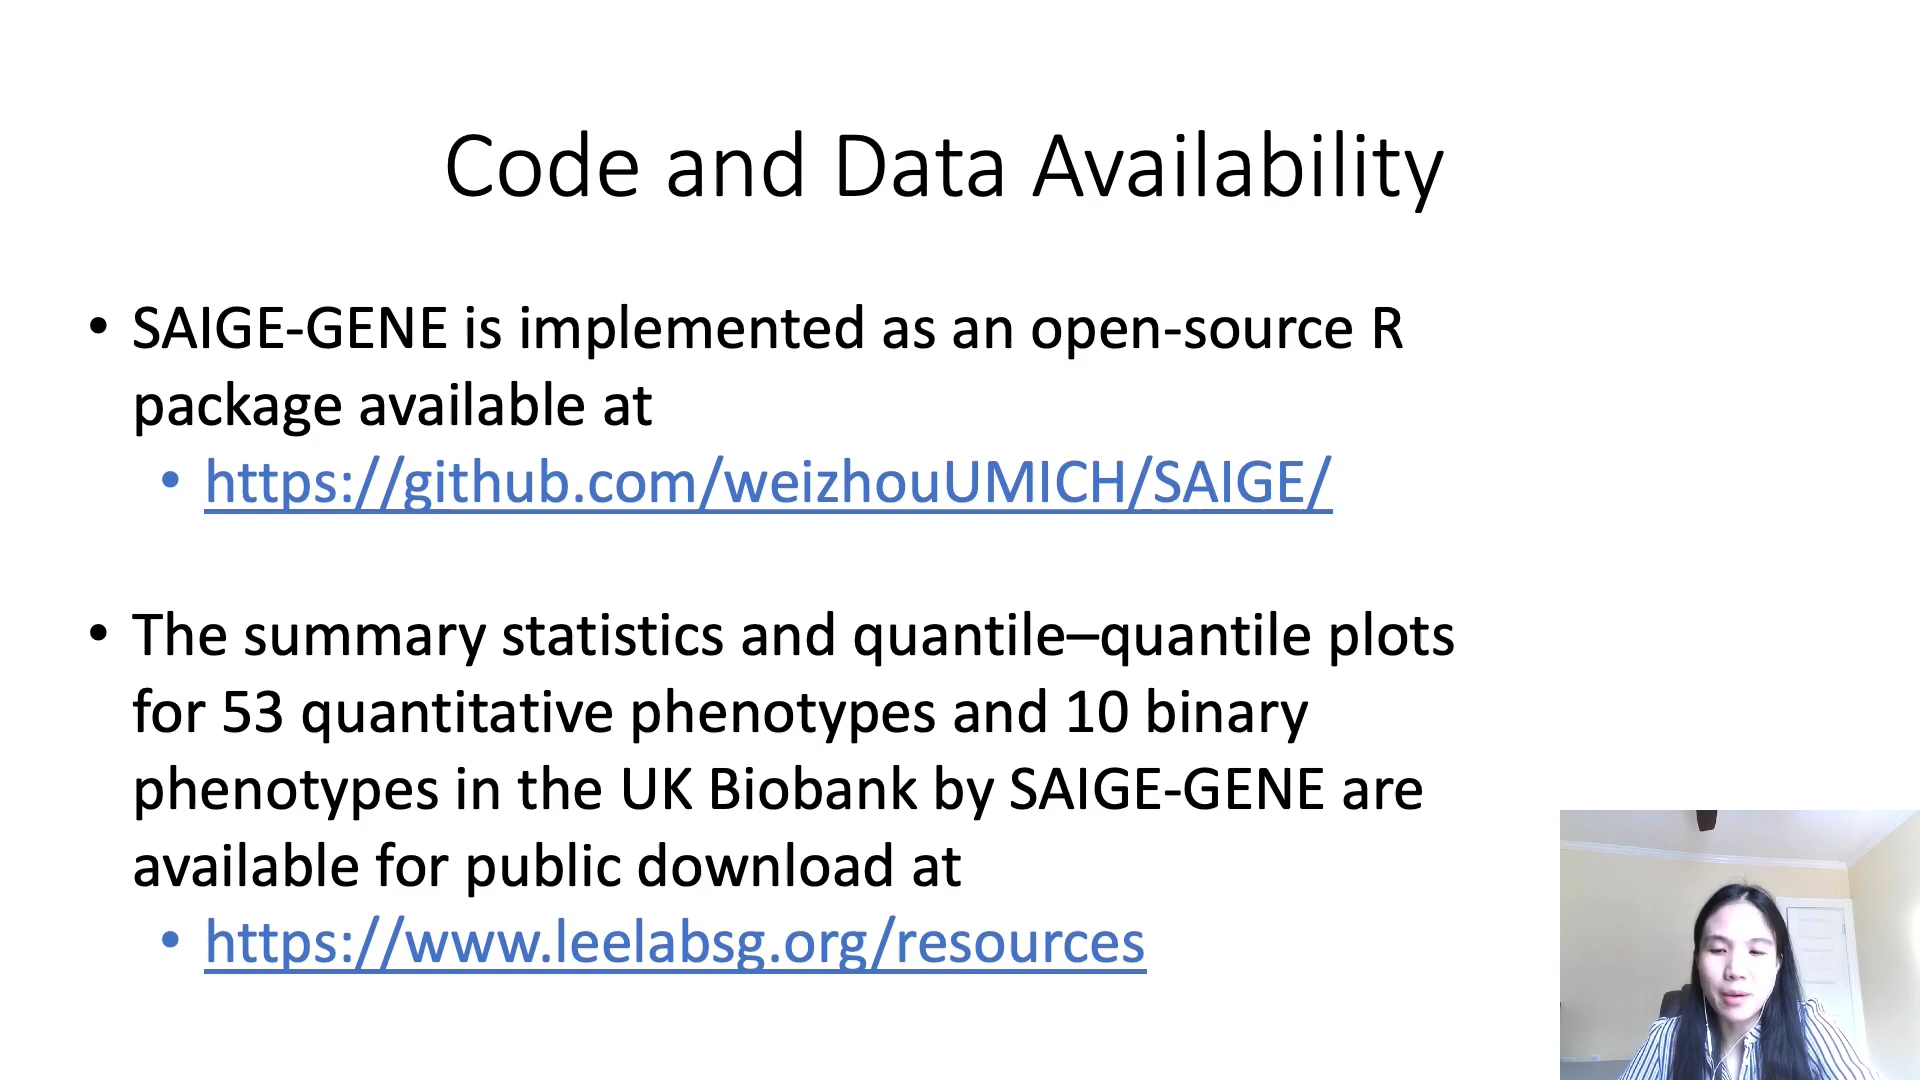 Code and Data Availability
• SAIGE-GENE is implemented as an open-source R
package available at
• https://github.com/weizhouUMICH/SAIGE/
• The summary statistics and quantile–quantile plots
for 53 quantitative phenotypes and 10 binary
phenotypes in the UK Biobank by SAIGE-GENE are
available for public download at
• https://www.leelabsg.org/resources